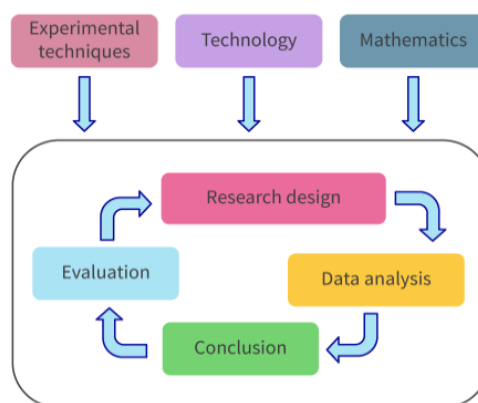 Experimental
techniques
Technology
Mathematics
Research design
Evaluation
Data analysis
Conclusion